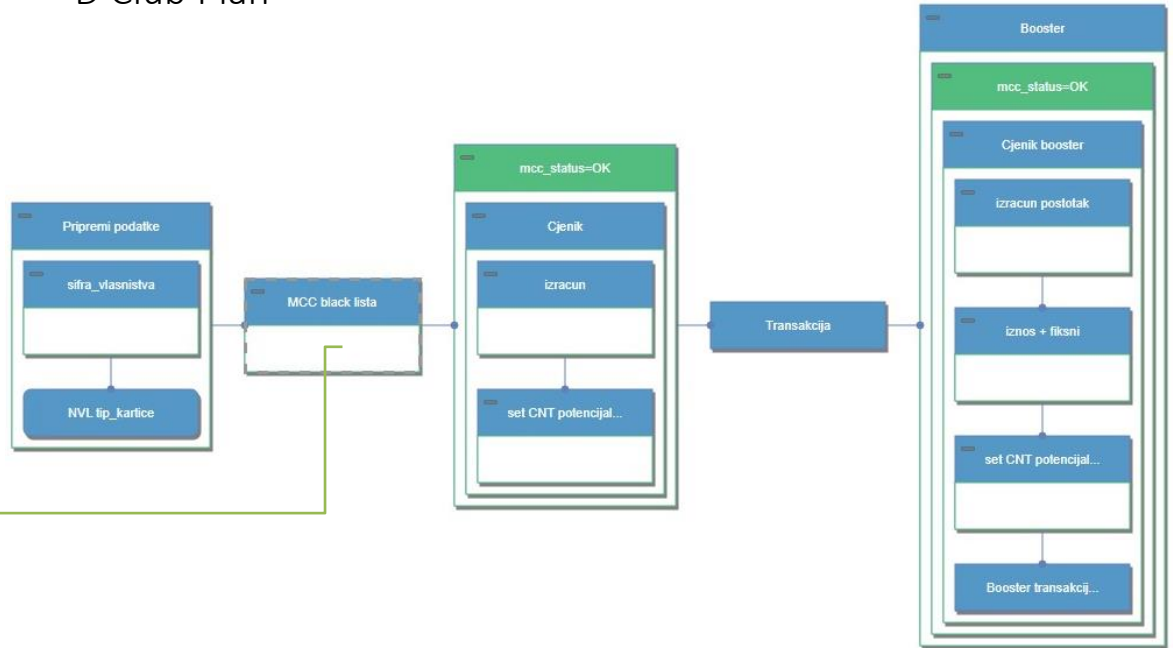 D Club Plan
Pripremi podatke
sifra_vlasnistva
NVL tip_kartice
MCC black lista
mcc_status=OK
Cjenik
izracun
set CNT potencijal...
Transakcija
Booster
mcc_status=OK
Cjenik booster
izracun postotak
iznos + fiksni
set CNT potencijal...
Booster transakcij...